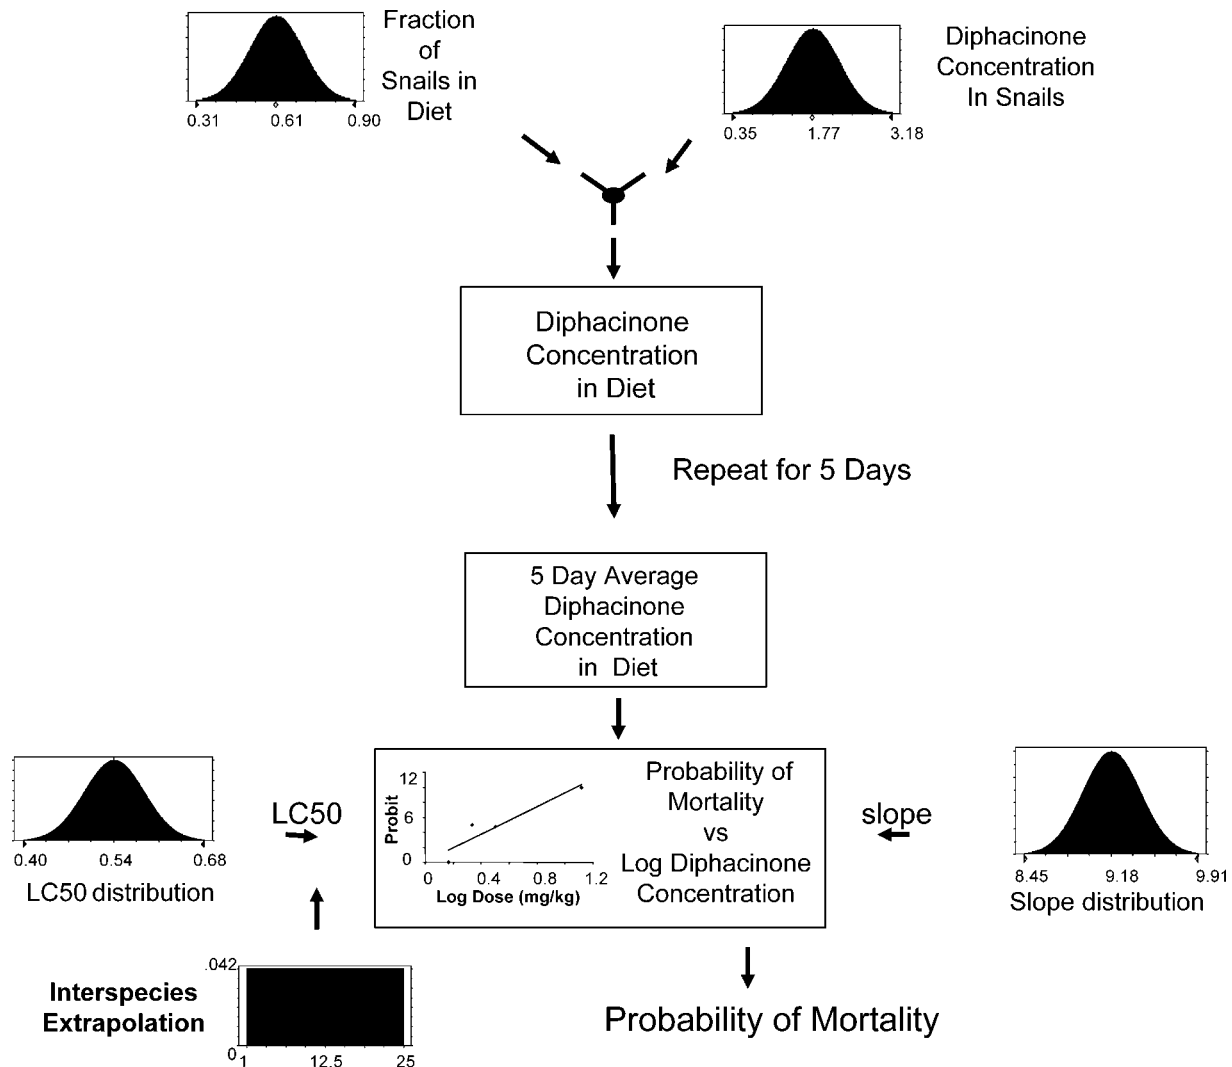 Fraction
of
Snails in
Diet
0.31 0.61 0.90
Diphacinone
Concentration
In Snails
0.35 1.77 3.18
Diphacinone
Concentration
in Diet
Repeat for 5 Days
5 Day Average
Diphacinone
Concentration
in Diet
0.40 0.54 0.68
LC50 distribution
LC50
12
6
0
Probit
0 0.4 0.8 1.2
Log Dose (mg/kg)
Probability of
Mortality
vs
Log Diphacinone
Concentration
slope
8.45 9.18 9.91
Slope distribution
Interspecies
Extrapolation
.042
0
1 12.5 25
Probability of Mortality